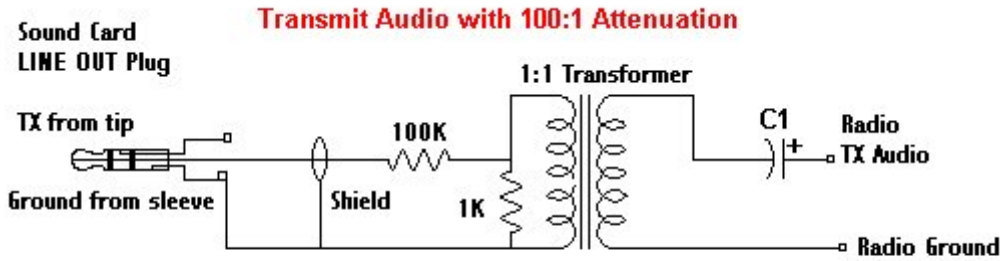 Transmit Audio with 100:1 Attenuation
Sound Card
LINE OUT Plug
1:1 Transformer
TX from tip
100K
C1
+
Radio
TX Audio
Ground from sleeve
Shield
1K
Radio Ground